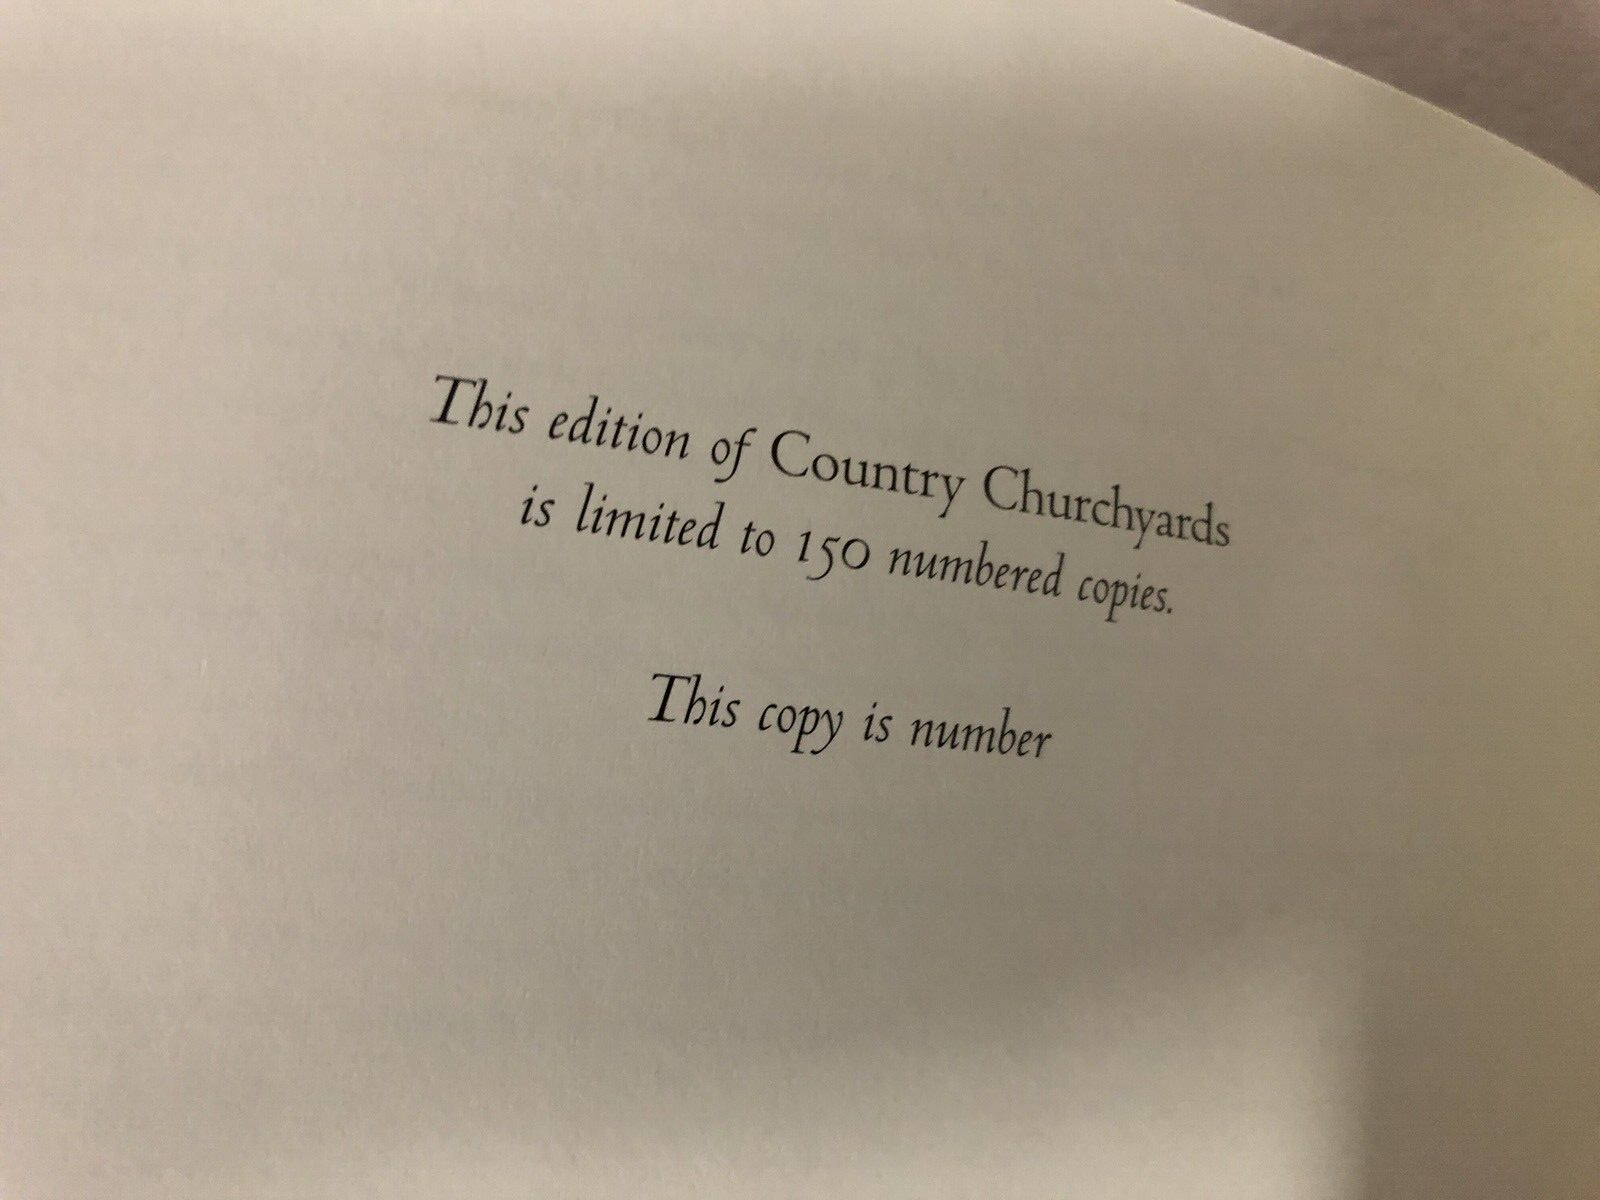 This edition of Country Churchyards
is limited to 150 numbered copies.
This copy is number